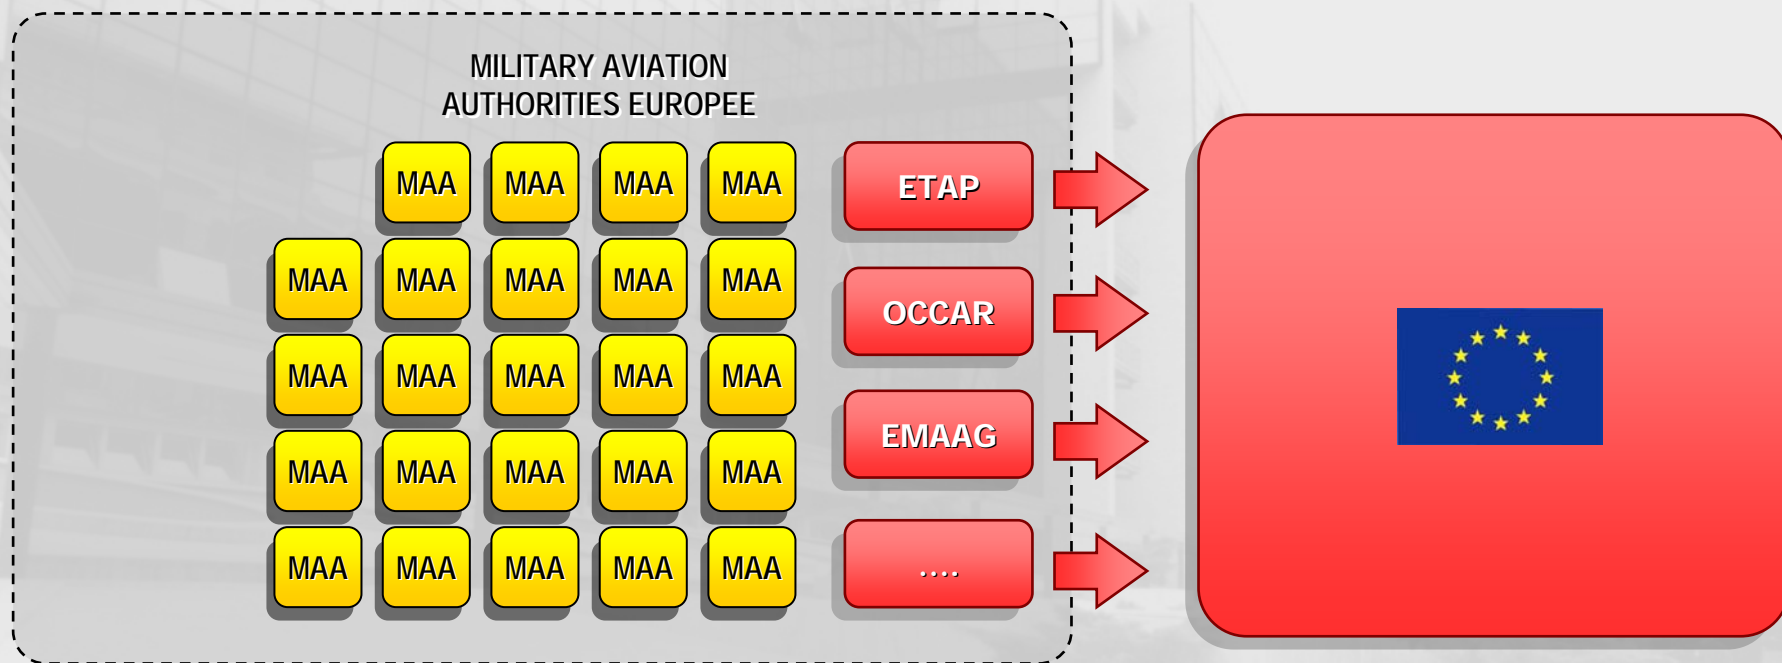 MILITARY AVIATION
AUTHORITIES EUROPEE
MAA MAA MAA MAA
MAA MAA MAA MAA MAA
MAA MAA MAA MAA MAA
MAA MAA MAA MAA MAA
MAA MAA MAA MAA MAA
ETAP
OCCAR
EMAAG
....